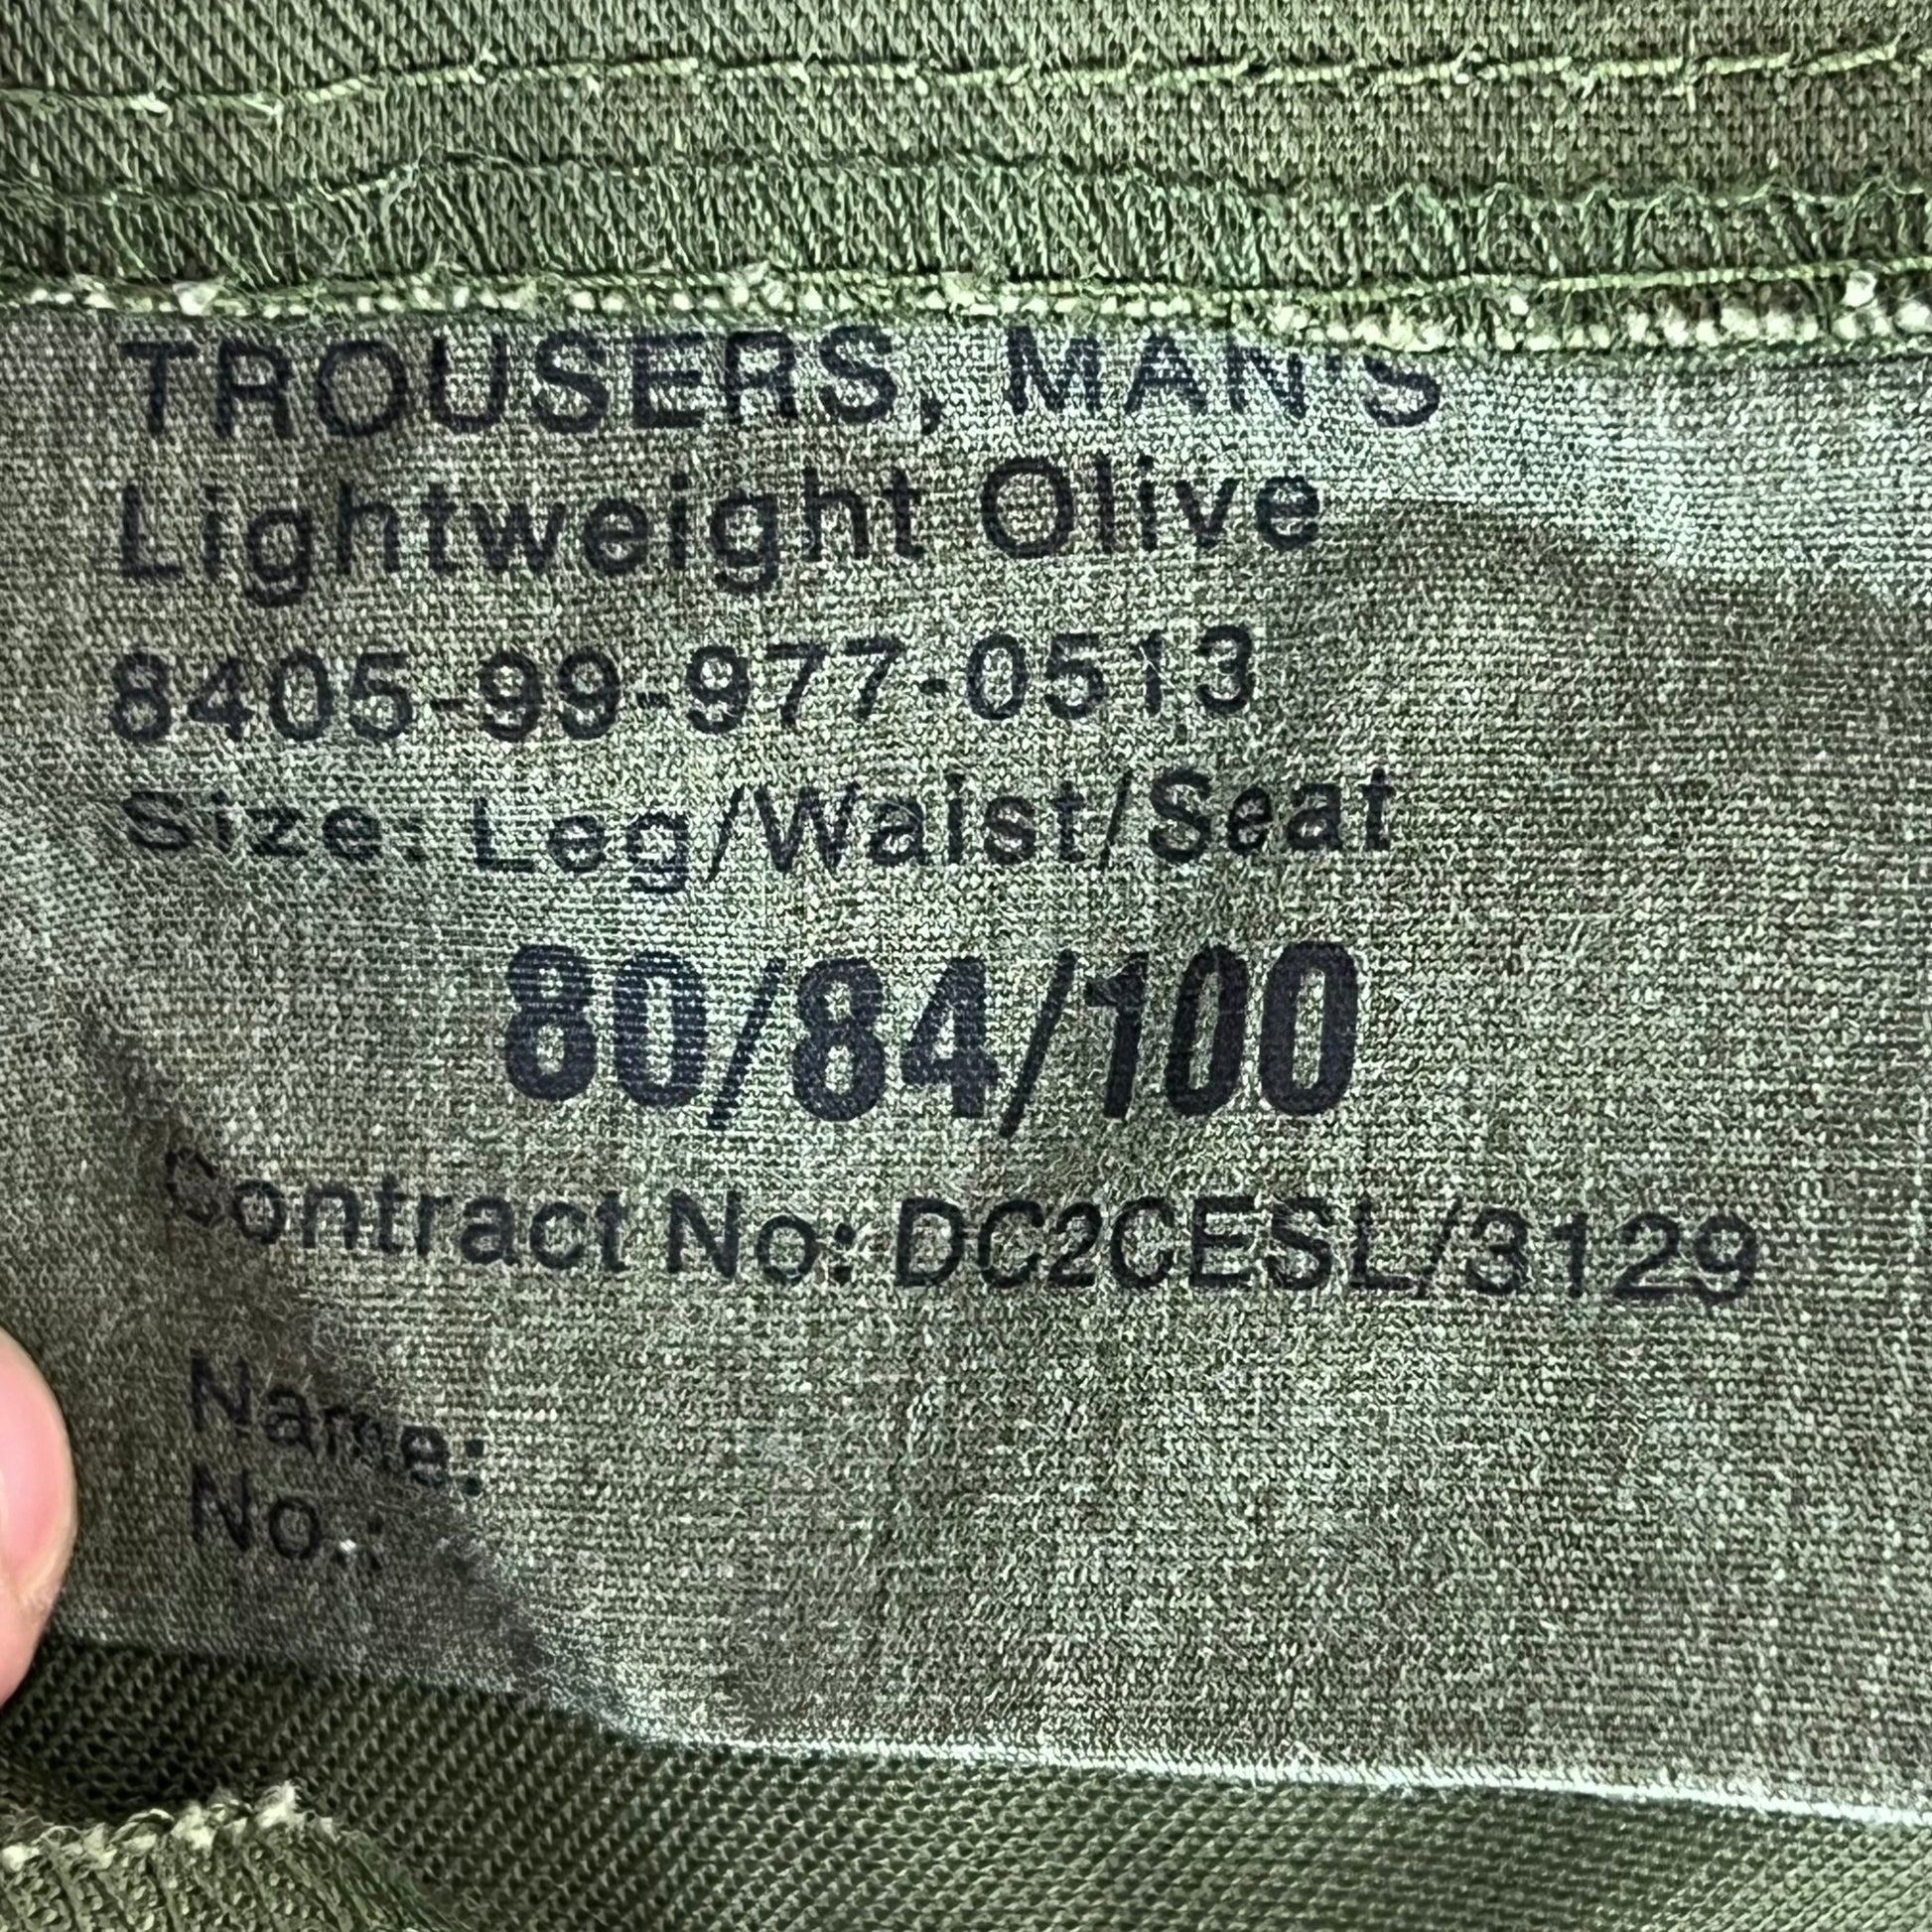 TROUSERS, MAN'S
Lightweight Olive
8405-99-977-0513
Size: Leg/Waist/Seat
80/84/100
Contract No: DC2CESL/3129
Name:
No.: